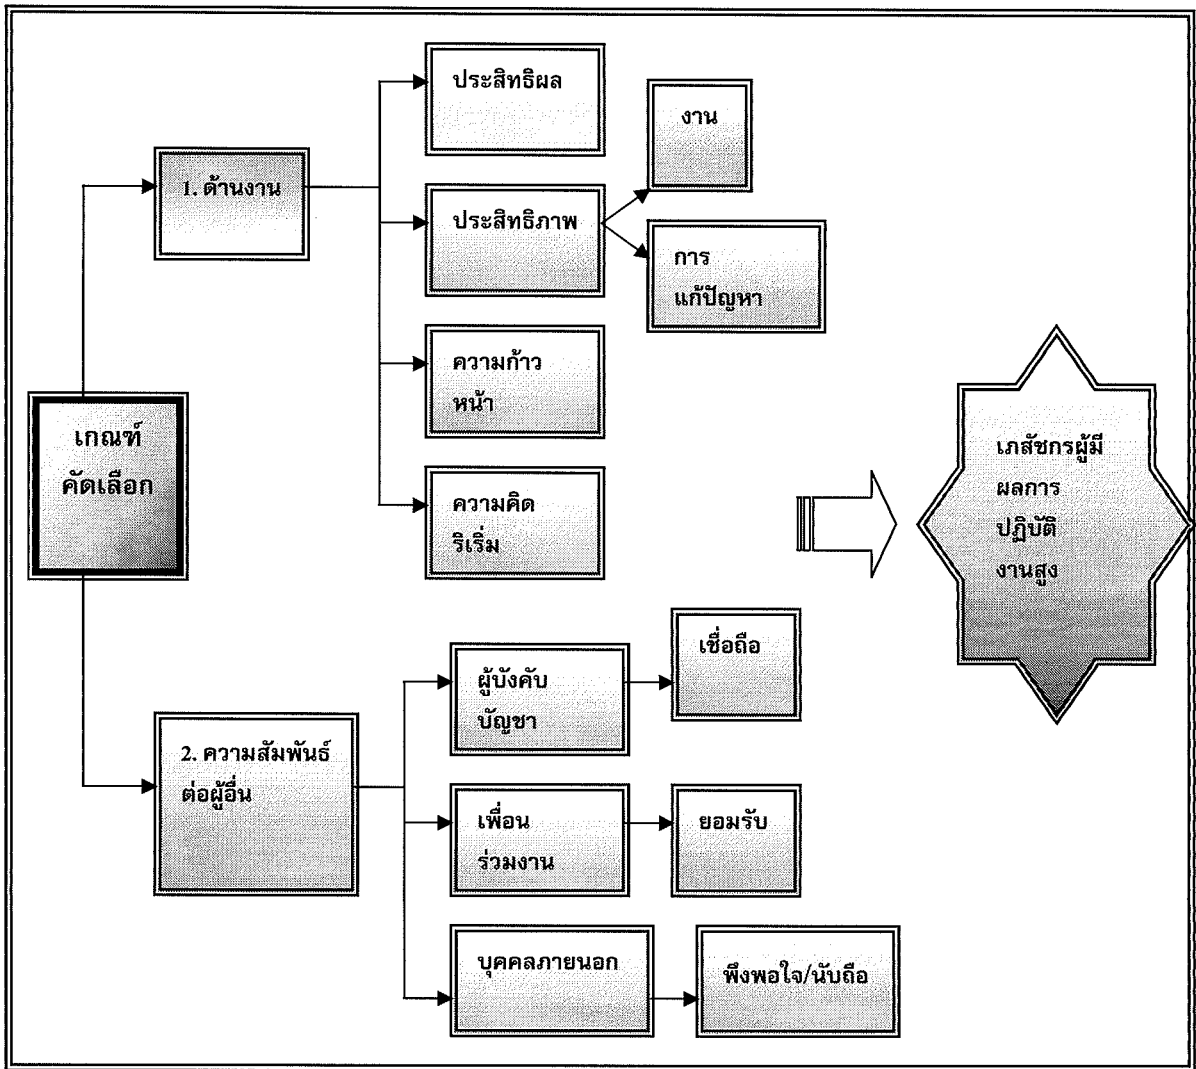 ประสิทธิผล
งาน
1. ด้านงาน
ประสิทธิภาพ
การ
แก้ปัญหา
ความก้าว
หน้า
เกณฑ์
คัดเลือก
ความคิด
ริเริ่ม
เภสัชกรผู้มี
ผลการ
ปฏิบัติ
งานสูง
ผู้บังคับ
บัญชา
เชื่อถือ
2. ความสัมพันธ์
ต่อผู้อื่น
เพื่อน
ร่วมงาน
ยอมรับ
บุคคลภายนอก
พึงพอใจ/นับถือ